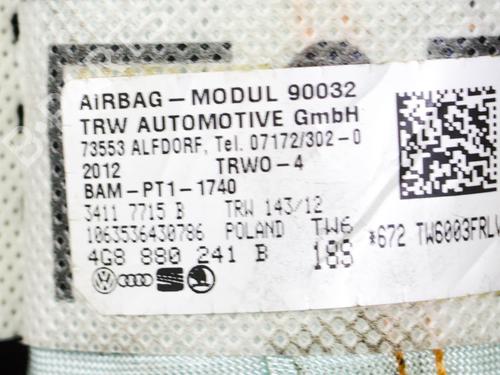 AIRBAG – MODUL 90032
TRW AUTOMOTIVE GmbH
73553 ALFDORF, Tel. 07172/302-0
2012 TRWO-4
BAM-PT1-1740
3411 7715 B TRW 143/12
1063536430786 POLAND TW6
4G8 880 241 B 18S
*672 TW6003FRLV